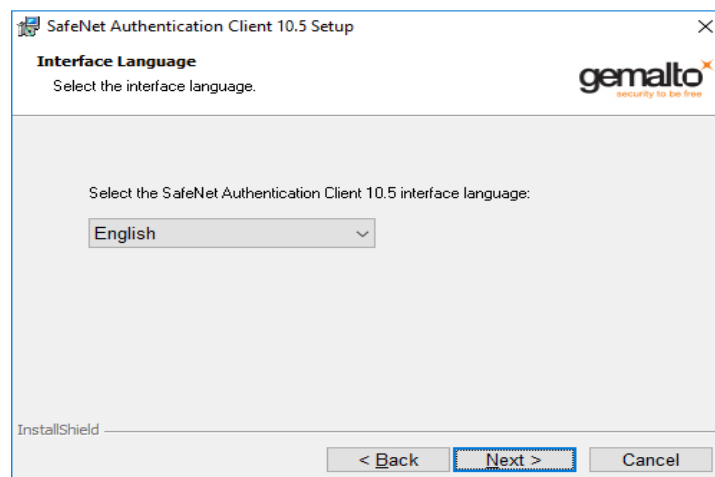 SafeNet Authentication Client 10.5 Setup
Interface Language
Select the interface language.
gemalto
security to be free
Select the SafeNet Authentication Client 10.5 interface language:
English
InstallShield
< Back
Next >
Cancel